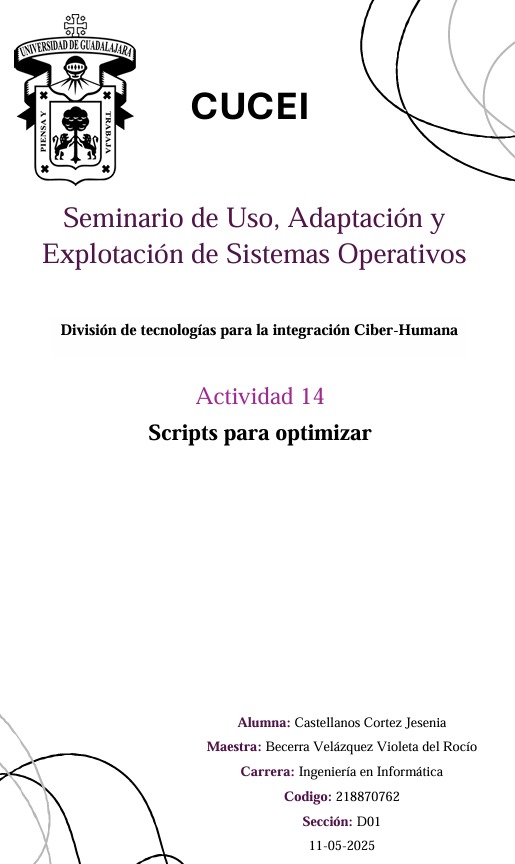 UNIVERSIDAD DE GUADALAJARA
PIENSA Y
TRABAJA
CUCEI
Seminario de Uso, Adaptación y
Explotación de Sistemas Operativos
División de tecnologías para la integración Ciber-Humana
Actividad 14
Scripts para optimizar
Alumna: Castellanos Cortez Jesenia
Maestra: Becerra Velázquez Violeta del Rocío
Carrera: Ingeniería en Informática
Codigo: 218870762
Sección: D01
11-05-2025